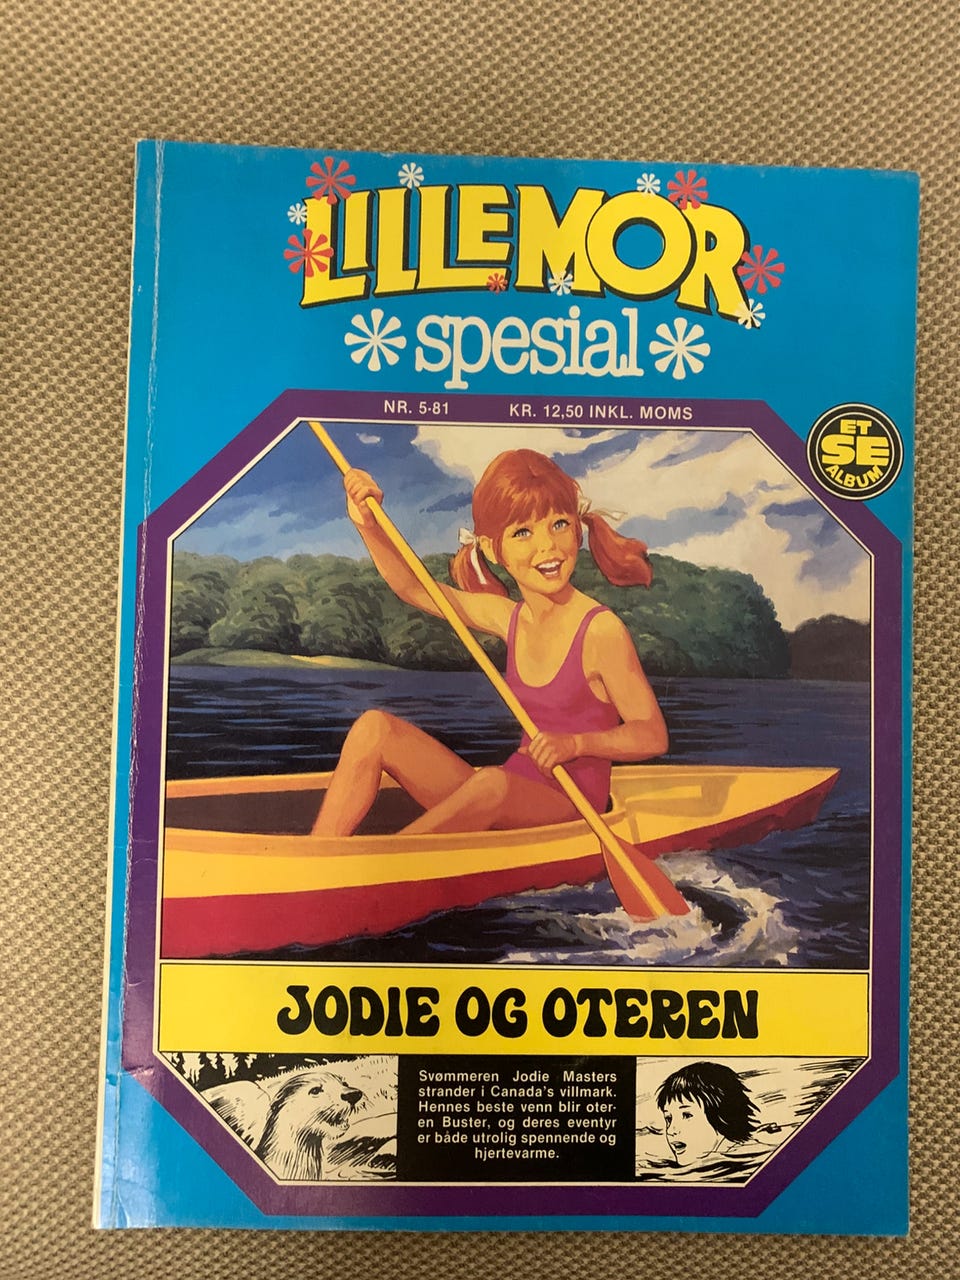 LILLEMOR
spesial
NR. 5-81 KR. 12,50 INKL. MOMS
ET
SE
ALBUM
JODIE OG OTEREN
Svømmeren Jodie Masters
strander i Canada's villmark.
Hennes beste venn blir oter-
en Buster, og deres eventyr
er både utrolig spennende og
hjertevarme.